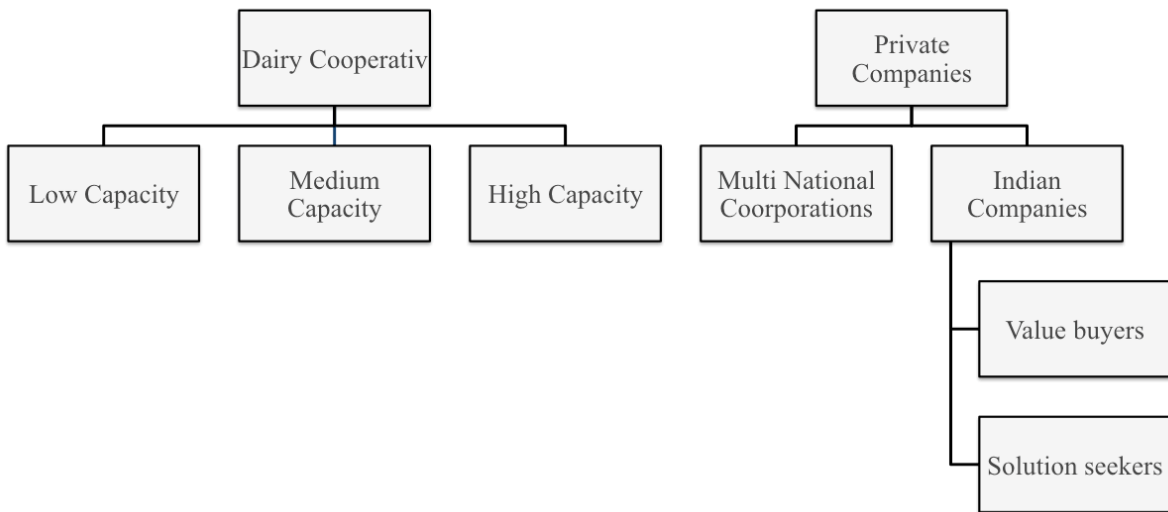 Dairy Cooperativ
Private
Companies
Low Capacity
Medium
Capacity
High Capacity
Multi National
Coorporations
Indian
Companies
Value buyers
Solution seekers